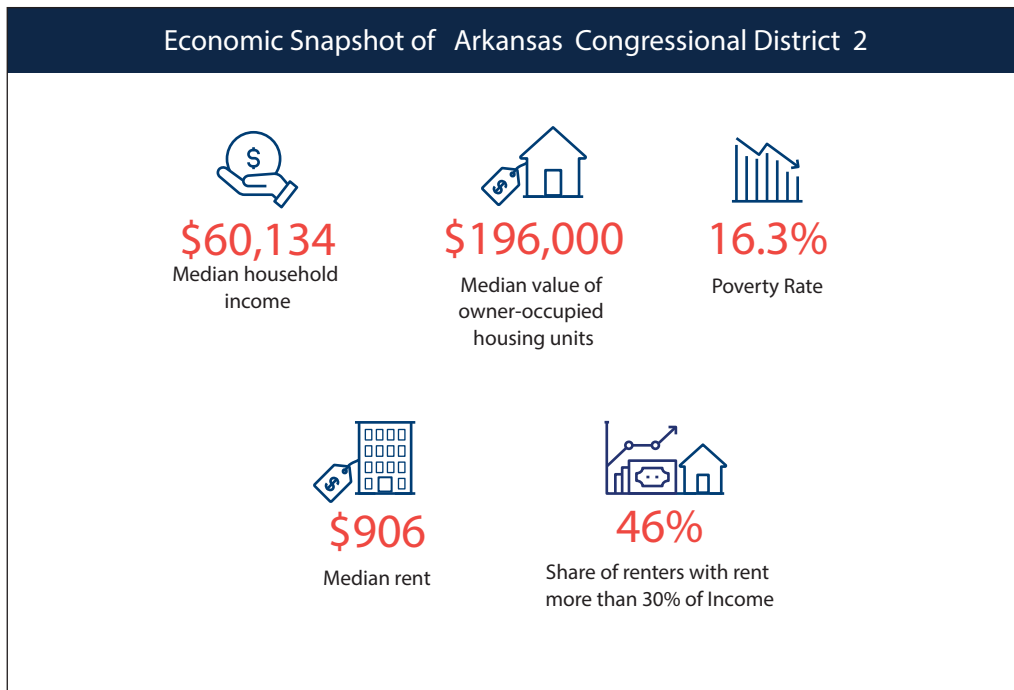 Economic Snapshot of Arkansas Congressional District 2
$
$
$60,134
$196,000
16.3%
Median household
income
Median value of
owner-occupied
housing units
Poverty Rate
$
$906
46%
Median rent
Share of renters with rent
more than 30% of Income